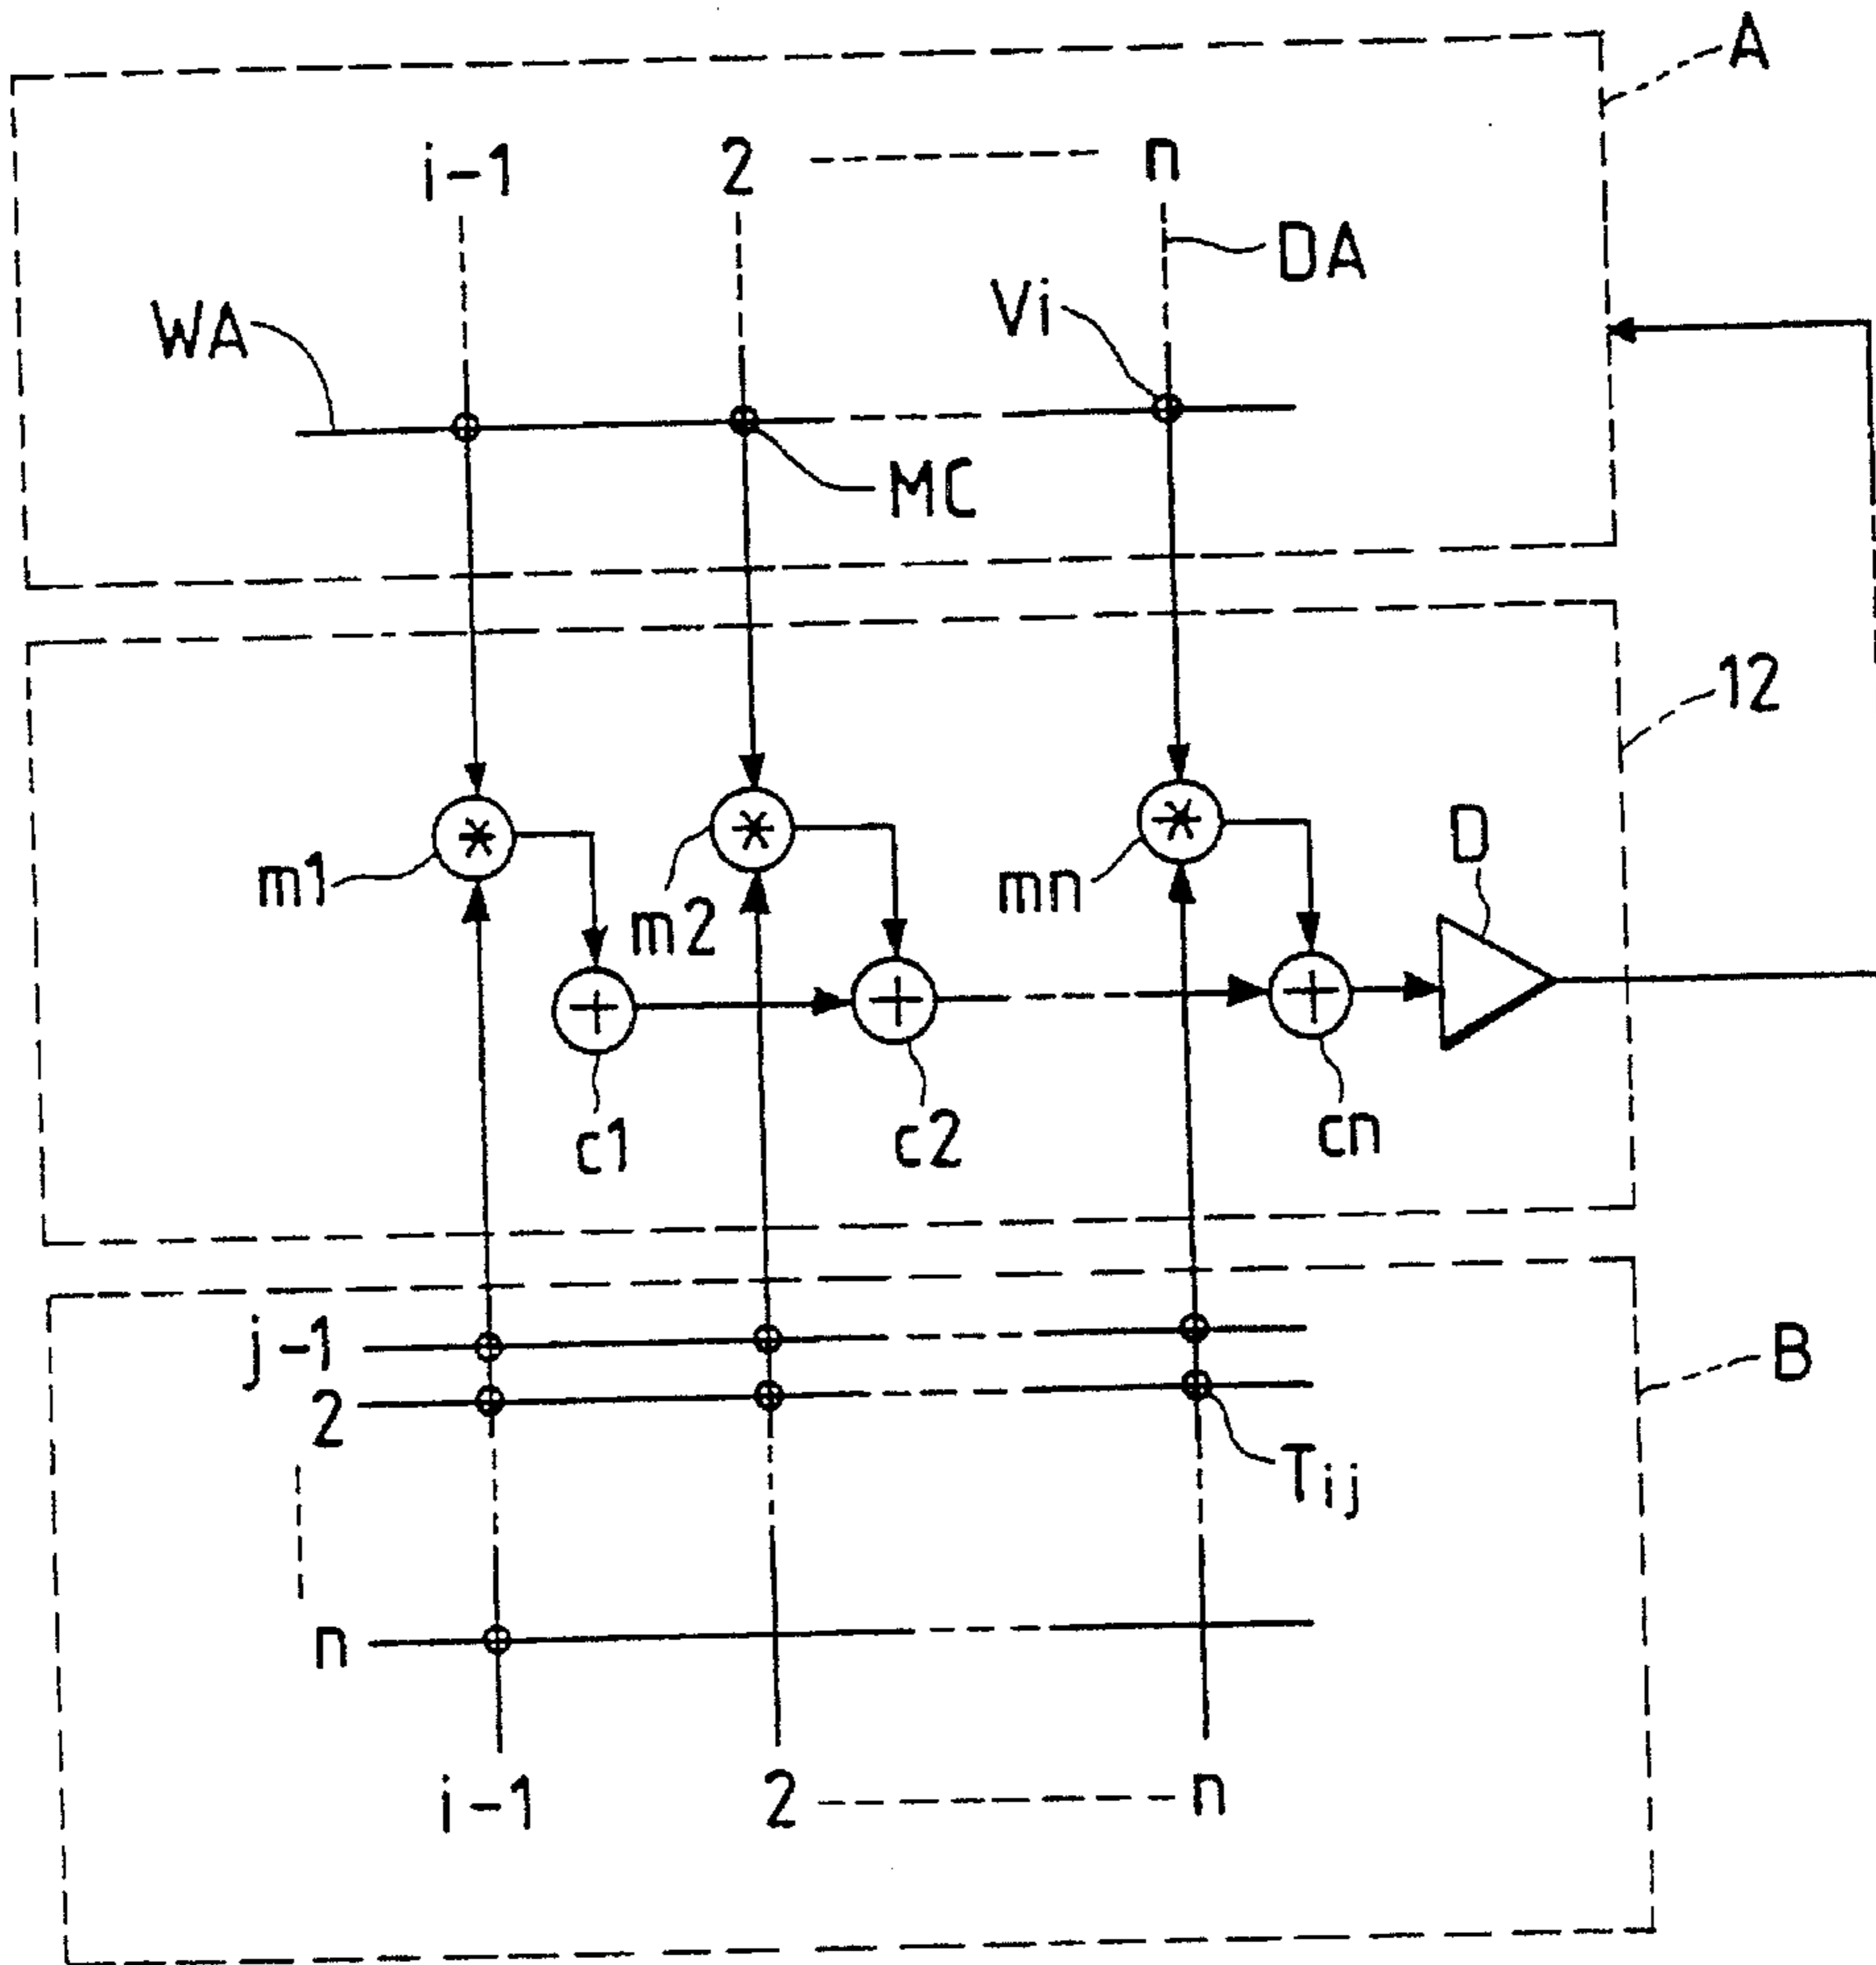 A
i-1 2 n
DA
Vi
WA
MC
12
* * *
D
m1
mn
m2
+ + +
c1 c2 cn
j-1
B
2
Tij
n
i-1 2 n